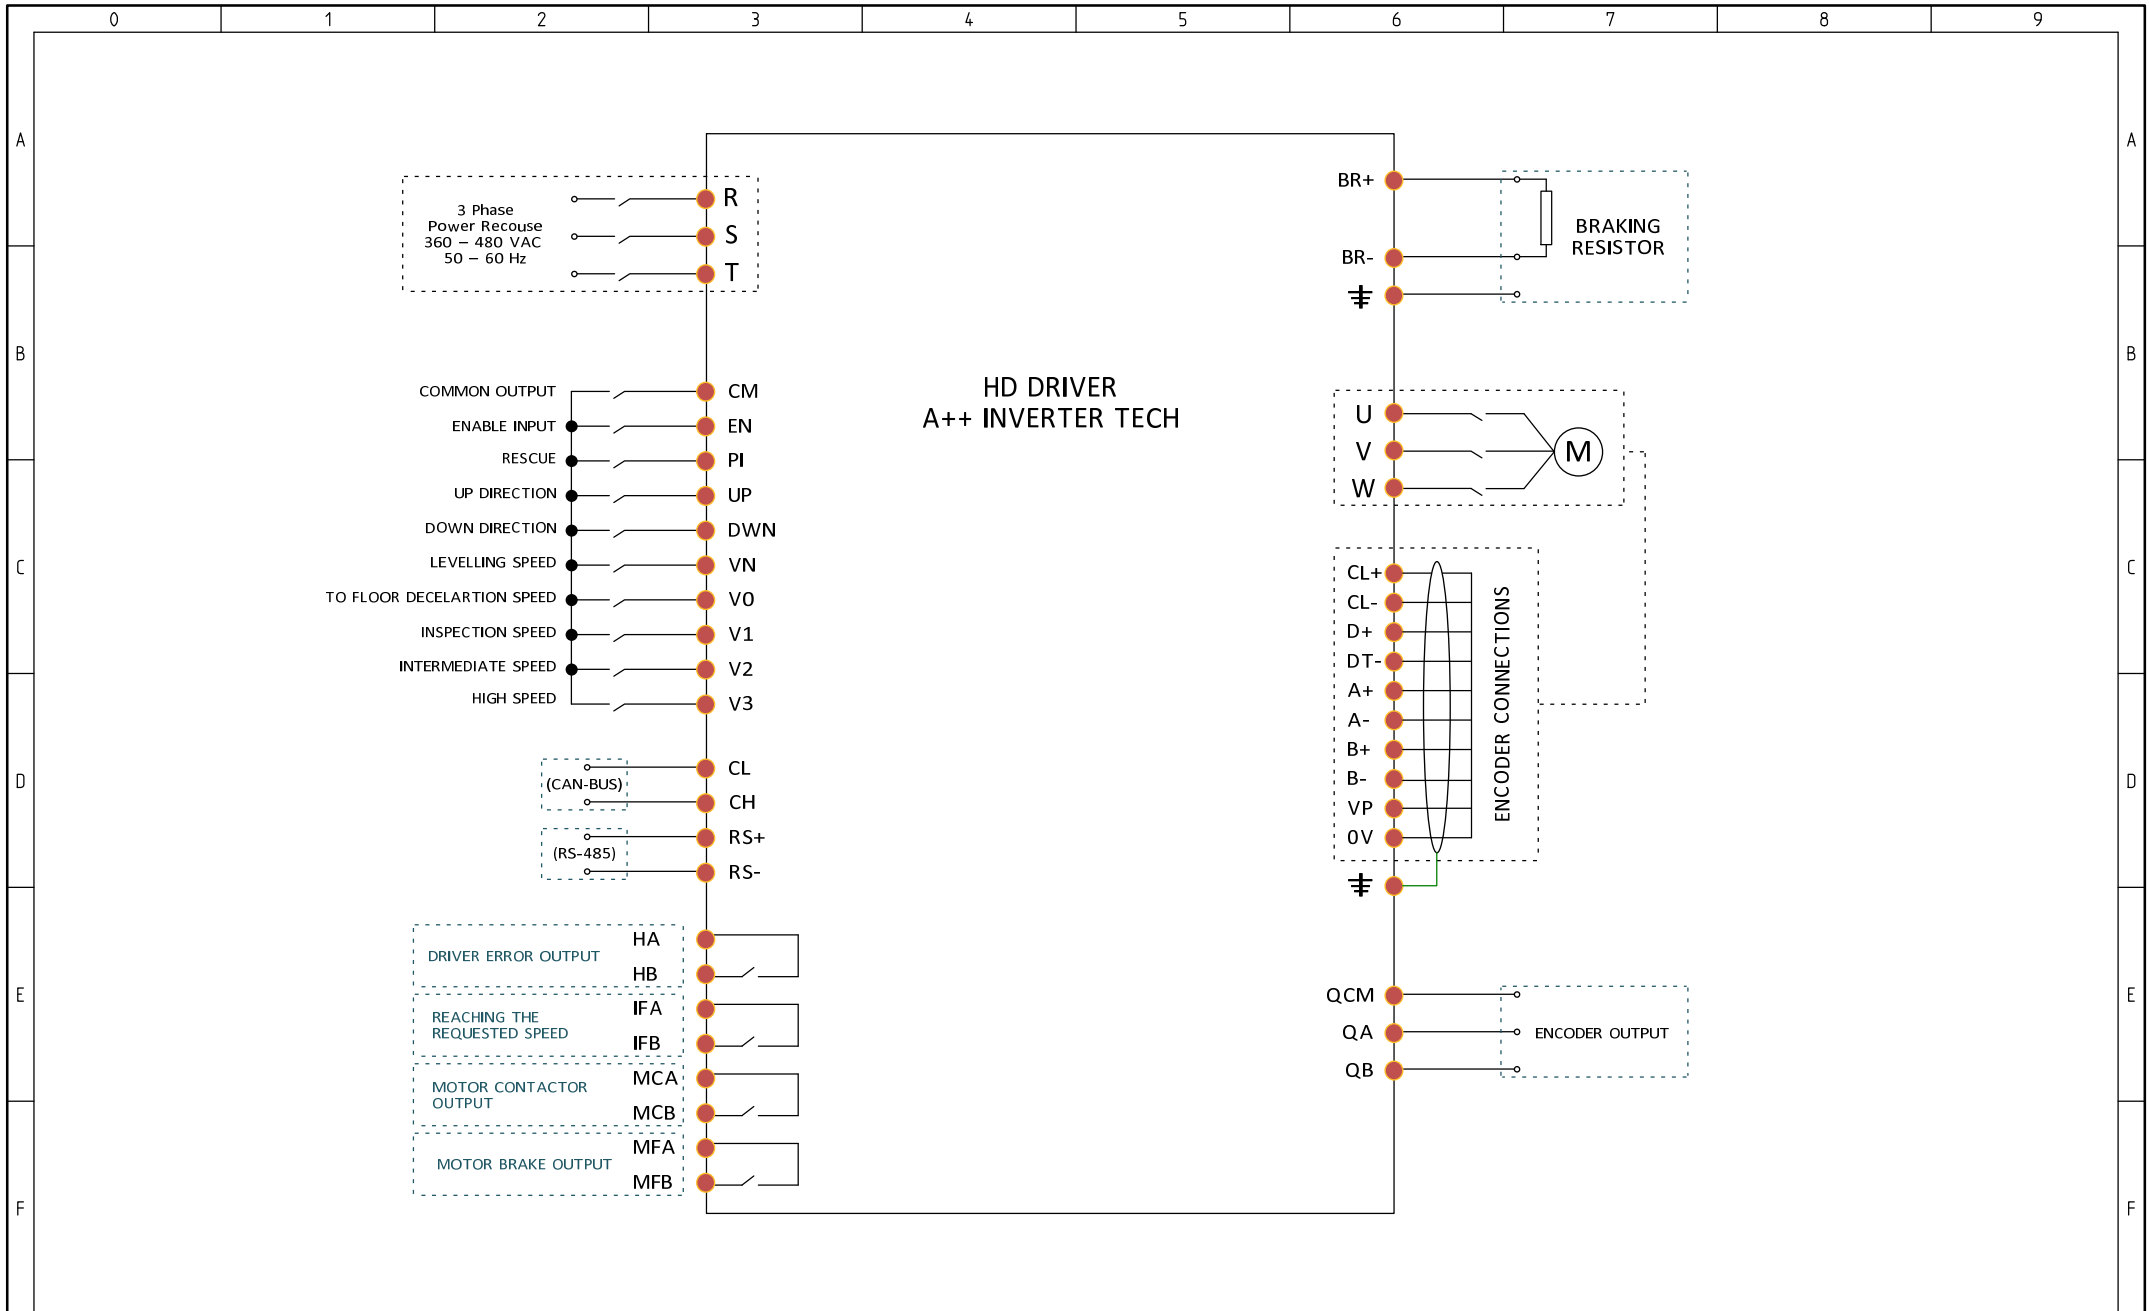 0 1 2 3 4 5 6 7 8 9
A A
B B
C C
D D
E E
F F
3 Phase
Power Recouse
360 – 480 VAC
50 – 60 Hz
R
S
T
COMMON OUTPUT CM
ENABLE INPUT EN
RESCUE PI
UP DIRECTION UP
DOWN DIRECTION DWN
LEVELLING SPEED VN
TO FLOOR DECELARTION SPEED V0
INSPECTION SPEED V1
INTERMEDIATE SPEED V2
HIGH SPEED V3
(CAN-BUS)
CL
CH
(RS-485)
RS+
RS-
DRIVER ERROR OUTPUT
HA
HB
REACHING THE
REQUESTED SPEED
IFA
IFB
MOTOR CONTACTOR
OUTPUT
MCA
MCB
MOTOR BRAKE OUTPUT
MFA
MFB
HD DRIVER
A++ INVERTER TECH
BR+
BR-
BRAKING
RESISTOR
U
V
W
M
CL+
CL-
D+
DT-
A+
A-
B+
B-
VP
0V
ENCODER CONNECTIONS
QCM
QA
QB
ENCODER OUTPUT